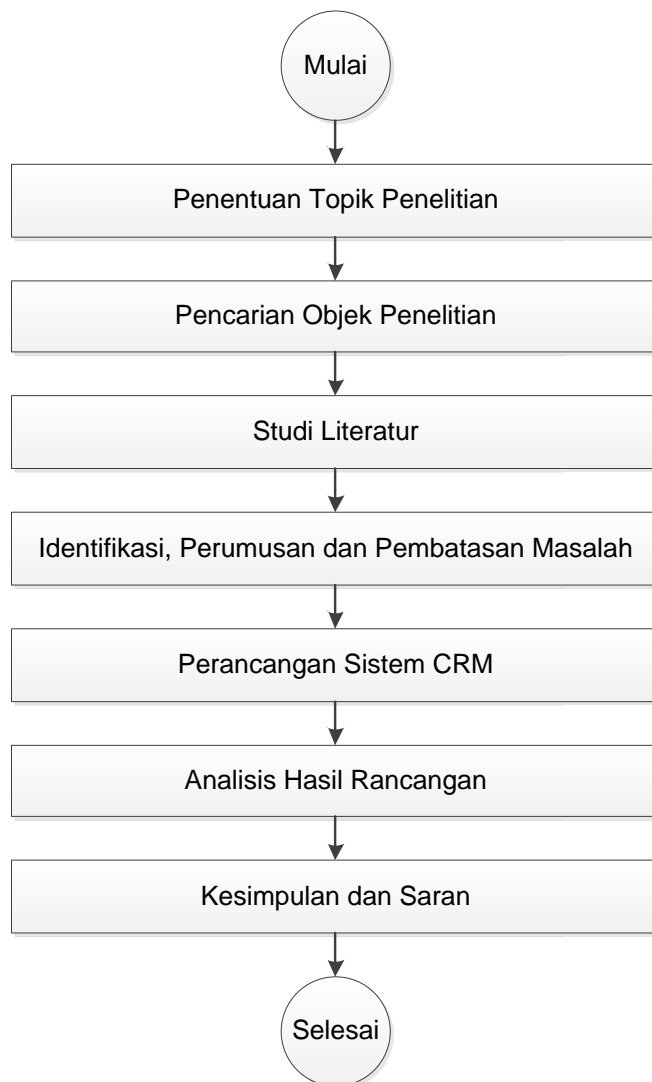 Mulai
Penentuan Topik Penelitian
Pencarian Objek Penelitian
Studi Literatur
Identifikasi, Perumusan dan Pembatasan Masalah
Perancangan Sistem CRM
Analisis Hasil Rancangan
Kesimpulan dan Saran
Selesai